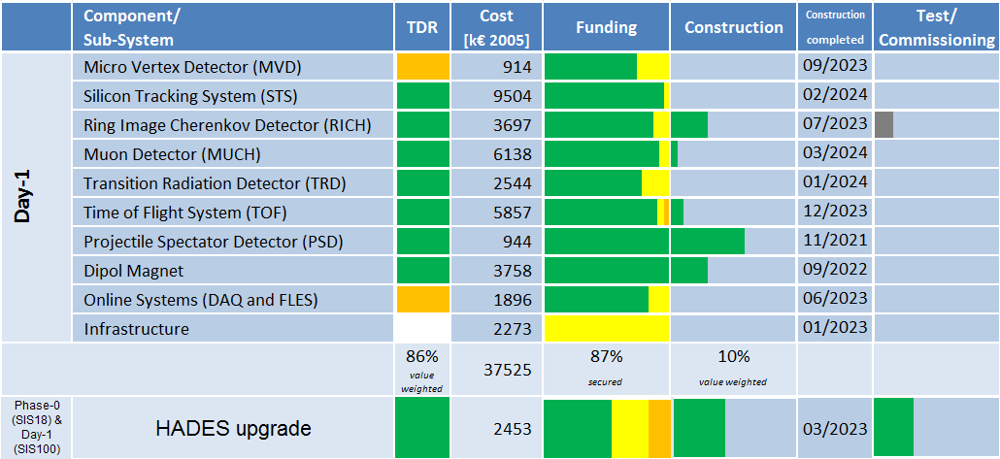 Component/
Sub-System
TDR
Cost
[k€ 2005]
Funding
Construction
Construction
completed
Test/
Commissioning
Day-1
Micro Vertex Detector (MVD) 914 09/2023
Silicon Tracking System (STS) 9504 02/2024
Ring Image Cherenkov Detector (RICH) 3697 07/2023
Muon Detector (MUCH) 6138 03/2024
Transition Radiation Detector (TRD) 2544 01/2024
Time of Flight System (TOF) 5857 12/2023
Projectile Spectator Detector (PSD) 944 11/2021
Dipol Magnet 3758 09/2022
Online Systems (DAQ and FLES) 1896 06/2023
Infrastructure 2273 01/2023
86%
value
weighted
37525
87%
secured
10%
value weighted
Phase-0
(SIS18) &
Day-1
(SIS100)
HADES upgrade 2453 03/2023